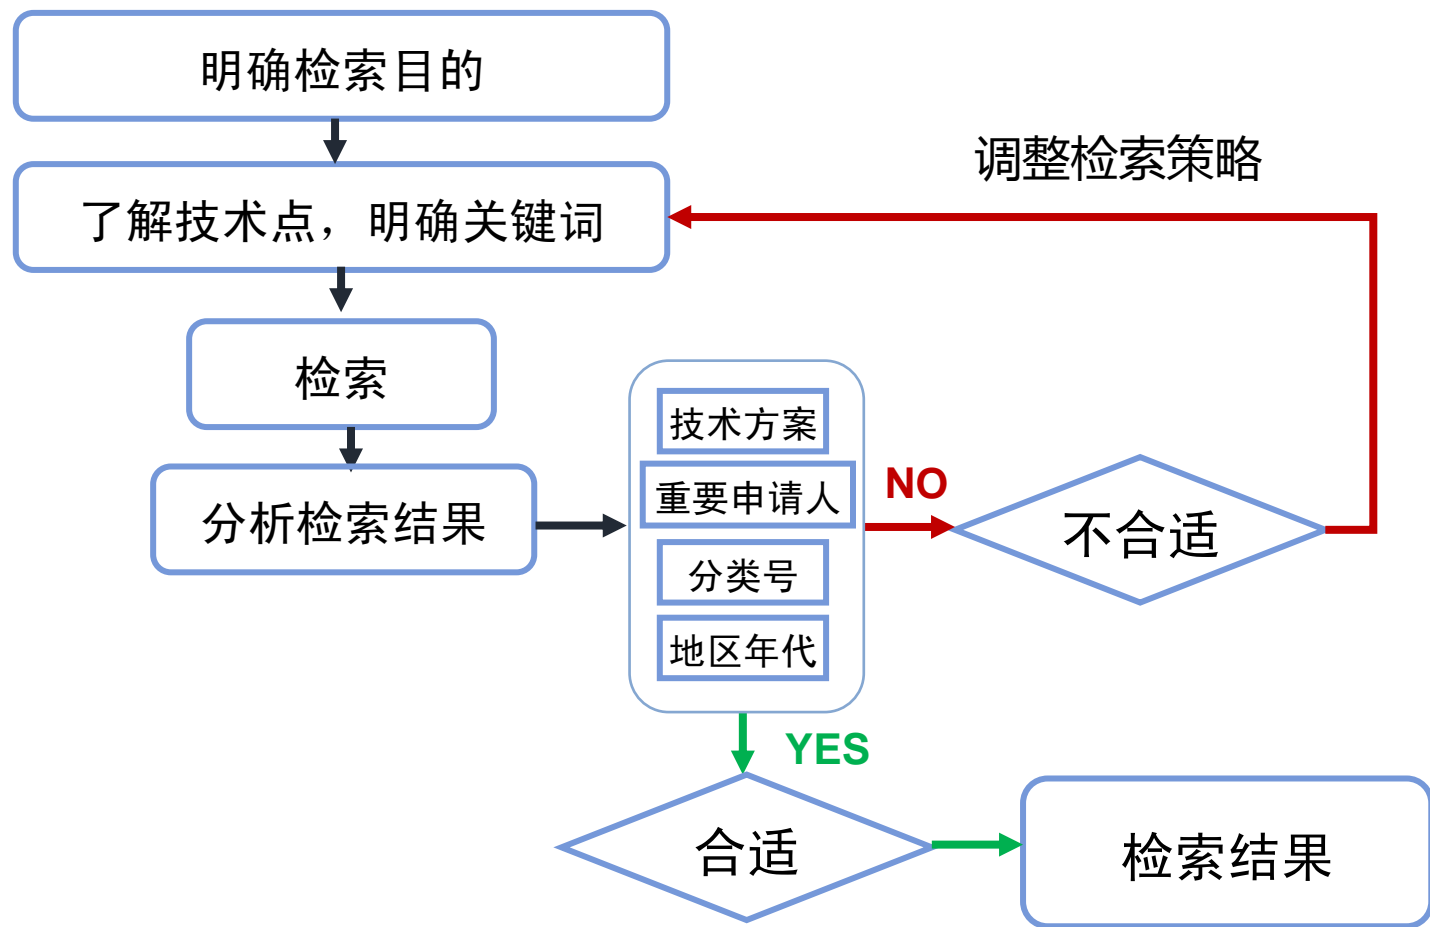 明确检索目的
调整检索策略
了解技术点，明确关键词
检索
技术方案
重要申请人
NO
分析检索结果
不合适
分类号
地区年代
YES
合适
检索结果